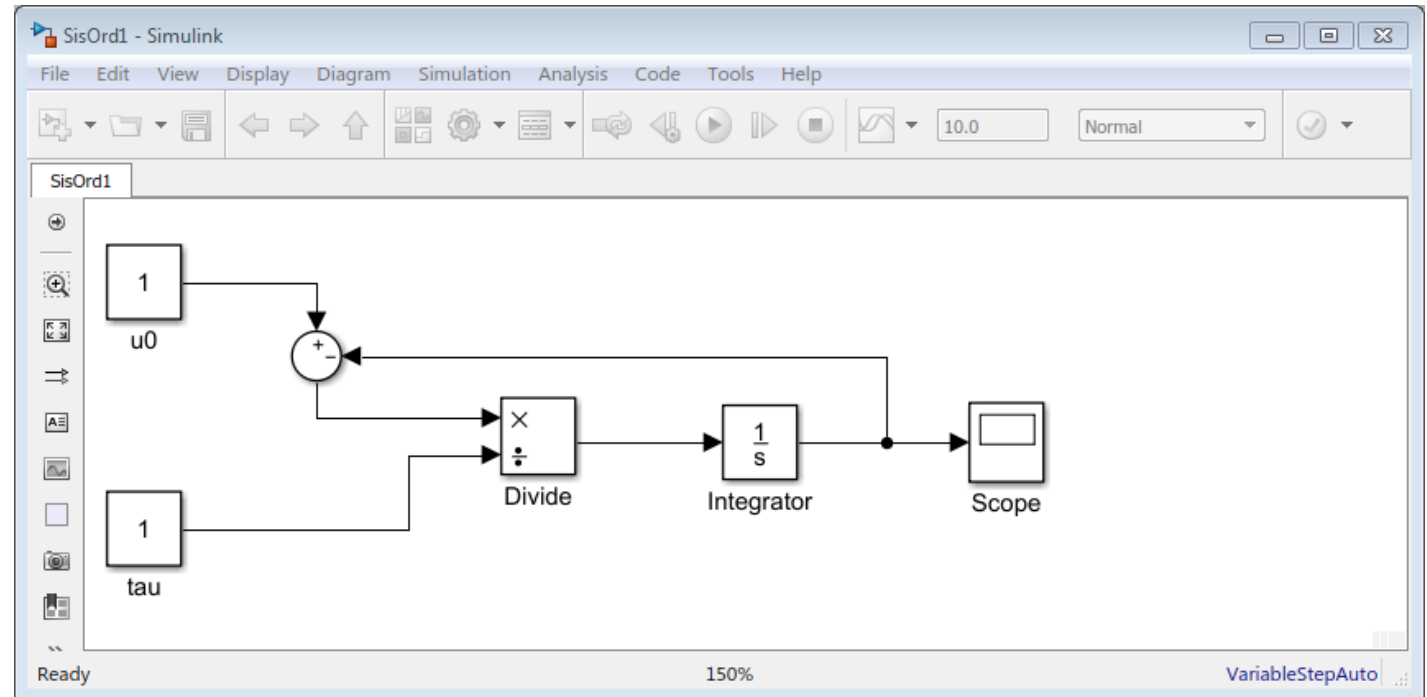 SisOrd1 - Simulink
File Edit View Display Diagram Simulation Analysis Code Tools Help
10.0 Normal
SisOrd1
1
u0
+
−
×
÷
Divide
1
s
Integrator
Scope
1
tau
Ready 150% VariableStepAuto